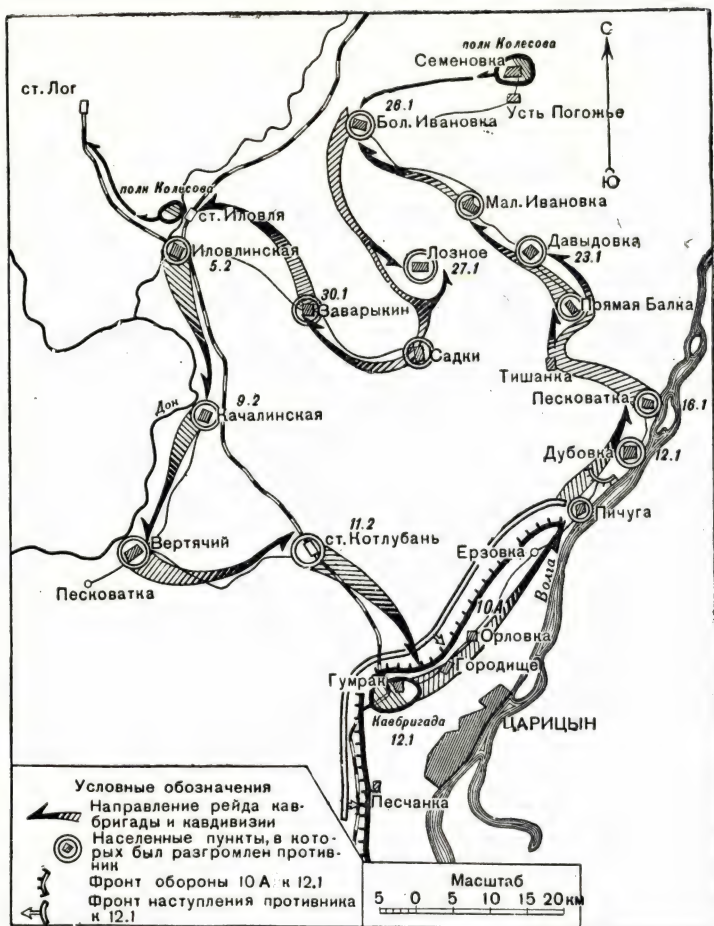 полк Колесова
Семеновка
С
ст. Лог
26.1
Усть Погожье
Бол. Ивановка
Ю
полк Колесова
ст. Иловля
Мал. Ивановка
Давыдовка
23.1
Иловлинская
5.2
Лозное
27.1
30.1
Заварыкин
Прямая Балка
Садки
Тишанка
Песковатка
16.1
Дон
9.2
Качалинская
Дубовка
12.1
Пичуга
Вертячий
11.2
ст. Котлубань
Ерзовка
Волга
Песковатка
10А
Орловка
Городище
Гумрак
Кавбригада
12.1
ЦАРИЦЫН
Песчанка
Условные обозначения
Направление рейда кав-
бригады и кавдивизии
Населенные пункты, в кото-
рых был разгромлен против-
ник
Фронт обороны 10 А к 12.1
Фронт наступления противника
к 12.1
Масштаб
5 0 5 10 15 20 км